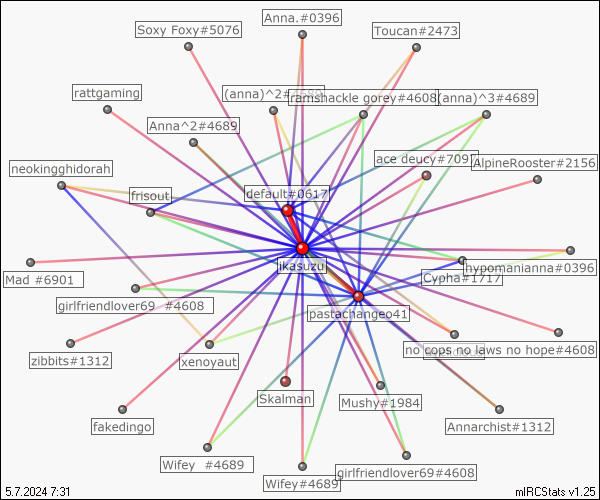 Anna.#0396
Soxy Foxy#5076
Toucan#2473
rattgaming
(anna)^2#4689
ramshackle gorey#4608
(anna)^3#4689
Anna^2#4689
neokingghidorah
ace deucy#7097
AlpineRooster#2156
frisout
default#0617
ikasuzu
hypomanianna#0396
Mad #6901
Cypha#1717
girlfriendlover69 #4608
pastachangeo41
zibbits#1312
xenoyaut
no cops no laws no hope#4608
Skalman
Mushy#1984
fakedingo
Annarchist#1312
Wifey  #4689
girlfriendlover69#4608
Wifey#4689
5.7.2024 7:31
mIRCStats v1.25